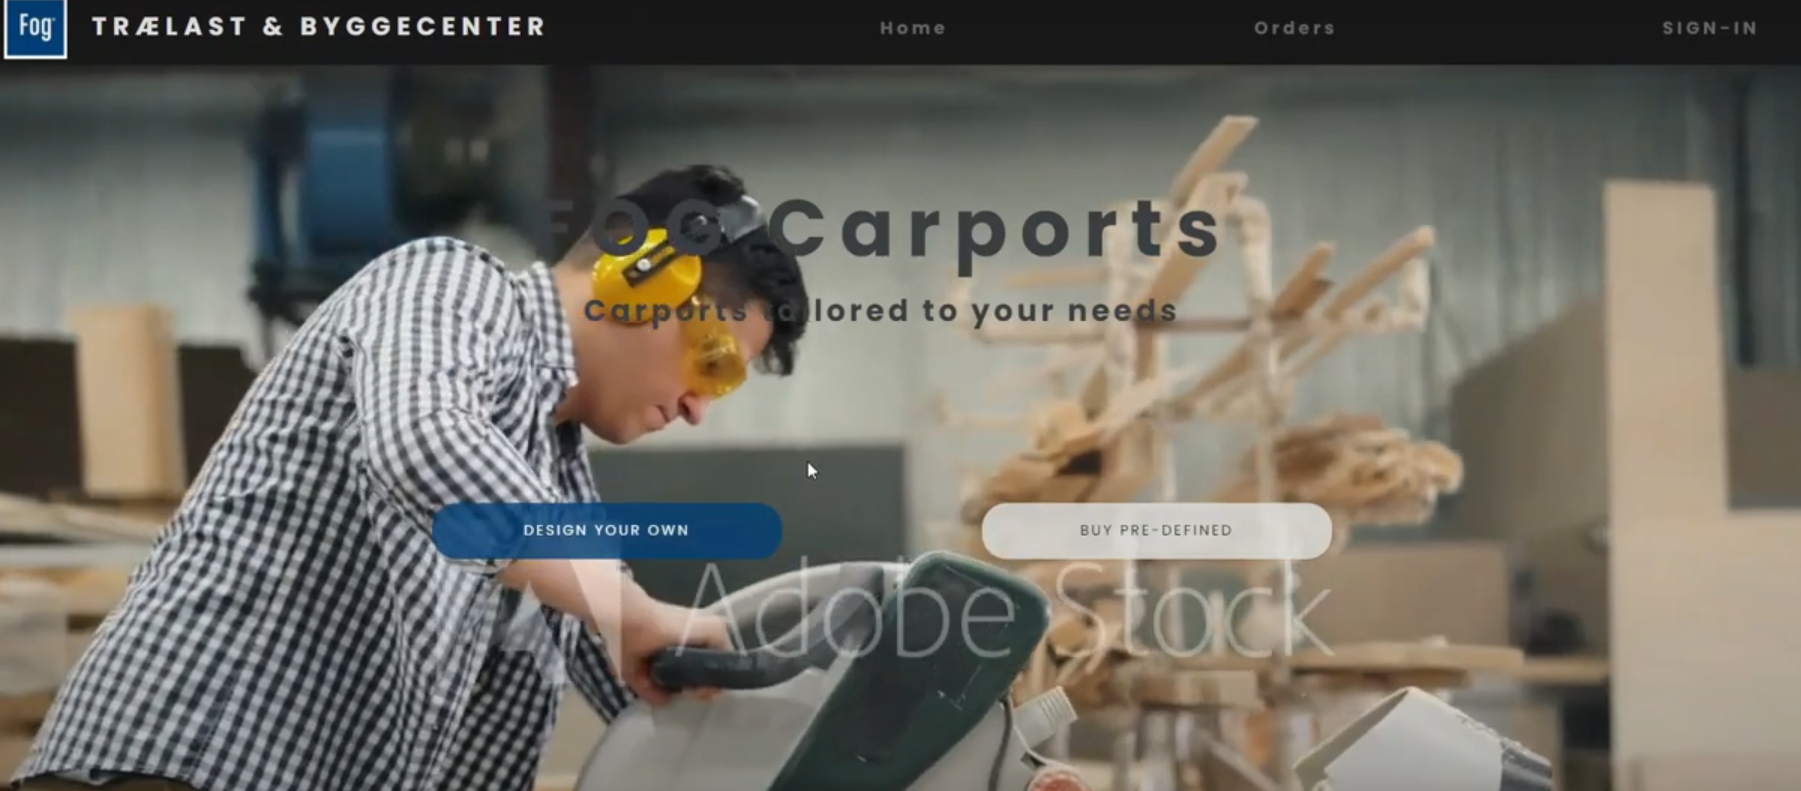 Fog
TRÆLAST & BYGGECENTER
Home
Orders
SIGN-IN
FOG Carports
Carports tailored to your needs
DESIGN YOUR OWN
BUY PRE-DEFINED
Adobe Stock